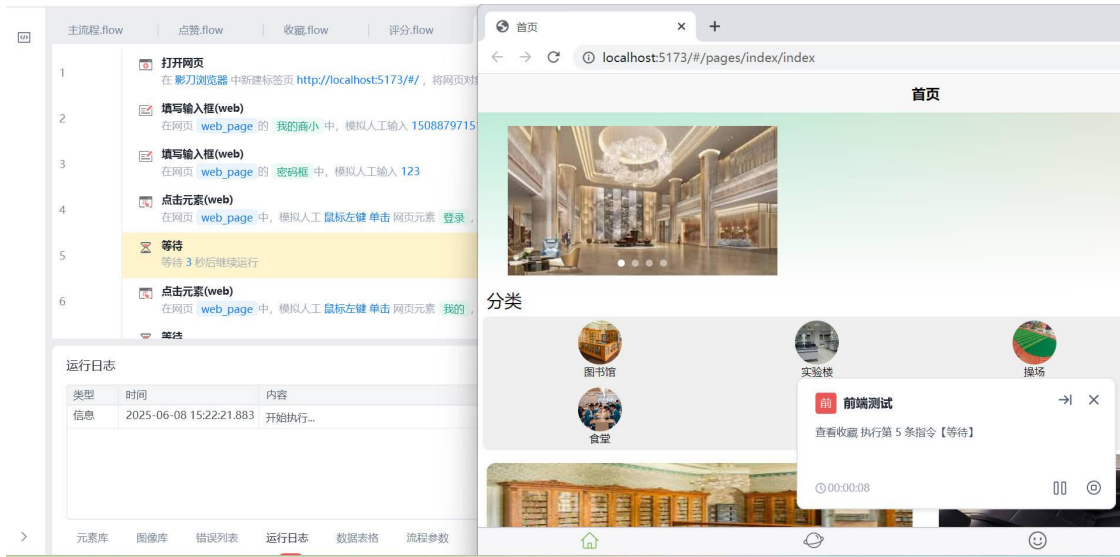 主流程.flow
点赞.flow
收藏.flow
评分.flow
1
打开网页
在 影刀浏览器 中新建标签页 http://localhost:5173/#/ ，将网页对
2
填写输入框(web)
在网页 web_page 的 我的商小 中，模拟人工输入 1508879715
3
填写输入框(web)
在网页 web_page 的 密码框 中，模拟人工输入 123
4
点击元素(web)
在网页 web_page 中，模拟人工 鼠标左键 单击 网页元素 登录 ，
5
等待
等待 3 秒后继续运行
6
点击元素(web)
在网页 web_page 中，模拟人工 鼠标左键 单击 网页元素 我的 ，
等待
运行日志
类型 时间 内容
信息 2025-06-08 15:22:21.883 开始执行...
元素库 图像库 错误列表 运行日志 数据表格 流程参数
首页
localhost:5173/#/pages/index/index
首页
分类
图书馆
实验楼
操场
食堂
前 前端测试
查看收藏 执行第 5 条指令【等待】
00:00:08